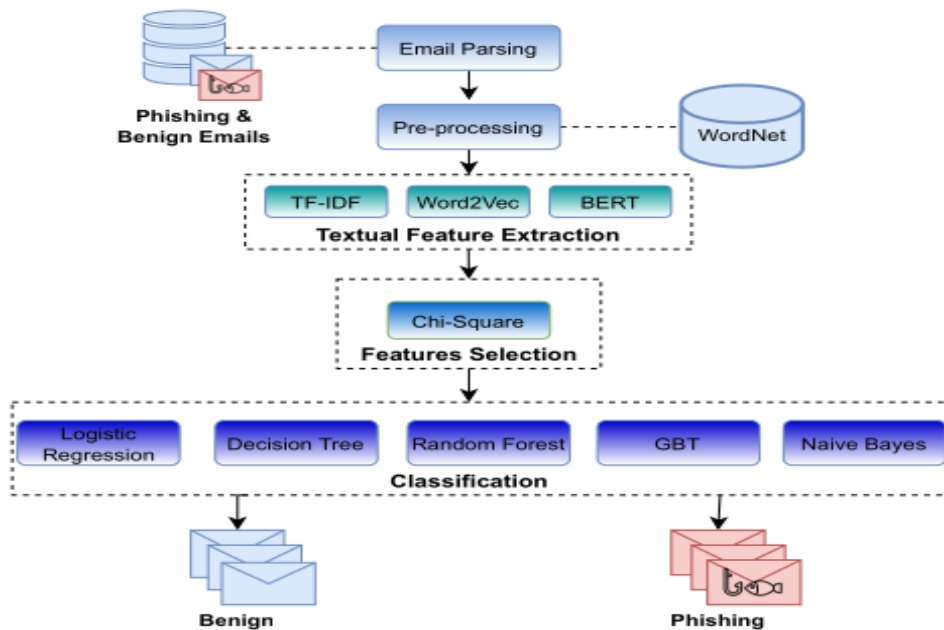 Email Parsing
Phishing &
Benign Emails
Pre-processing
WordNet
TF-IDF
Word2Vec
BERT
Textual Feature Extraction
Chi-Square
Features Selection
Logistic
Regression
Decision Tree
Random Forest
GBT
Naive Bayes
Classification
Benign
Phishing